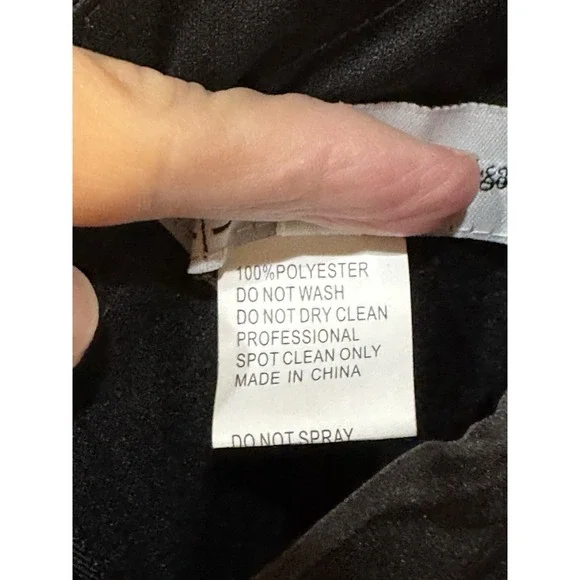 100%POLYESTER
DO NOT WASH
DO NOT DRY CLEAN
PROFESSIONAL
SPOT CLEAN ONLY
MADE IN CHINA
DO NOT SPRAY